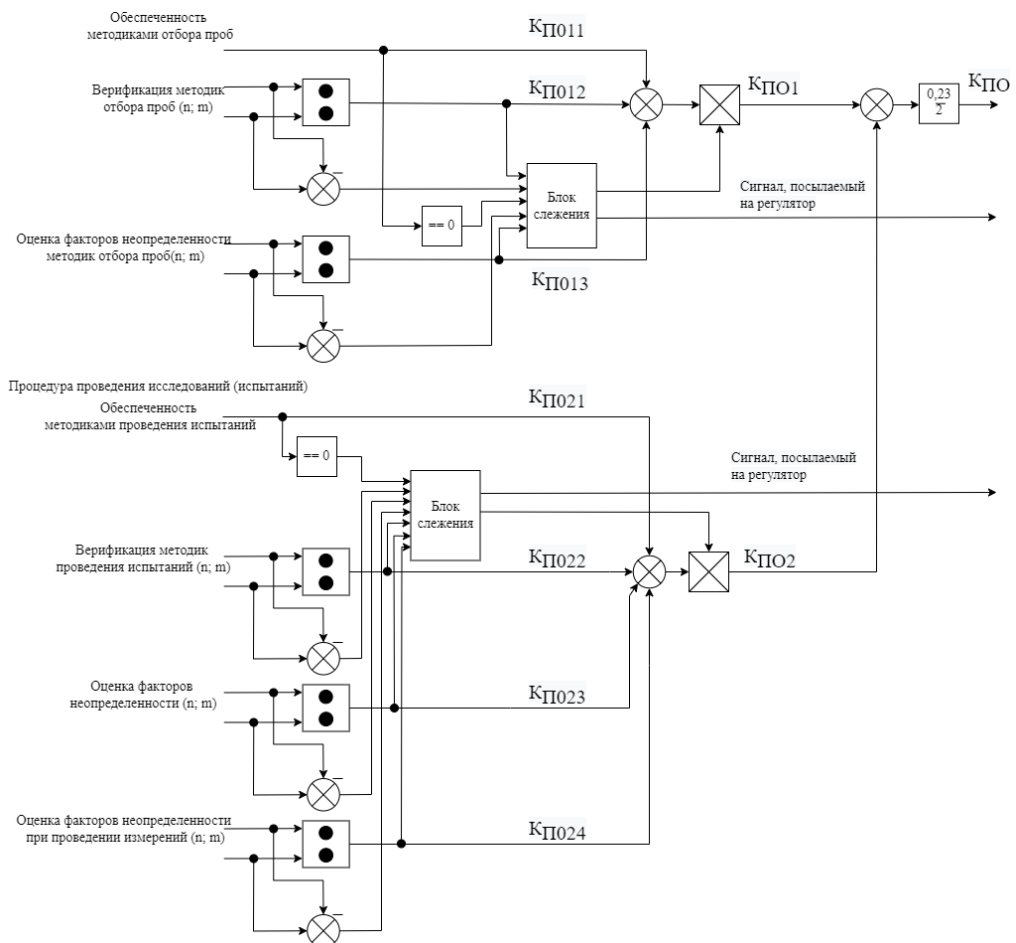 Обеспеченность
методиками отбора проб
КП011
Верификация методик
отбора проб (n; m)
КП012
КПО1
0,23
2
КПО
−
Блок
слежения
Сигнал, посылаемый
на регулятор
== 0
Оценка факторов неопределенности
методик отбора проб(n; m)
КП013
−
Процедура проведения исследований (испытаний)
Обеспеченность
методиками проведения испытаний
КП021
== 0
Блок
слежения
Сигнал, посылаемый
на регулятор
Верификация методик
проведения испытаний (n; m)
КП022
КПО2
−
Оценка факторов
неопределенности (n; m)
КП023
−
Оценка факторов неопределенности
при проведении измерений (n; m)
КП024
−